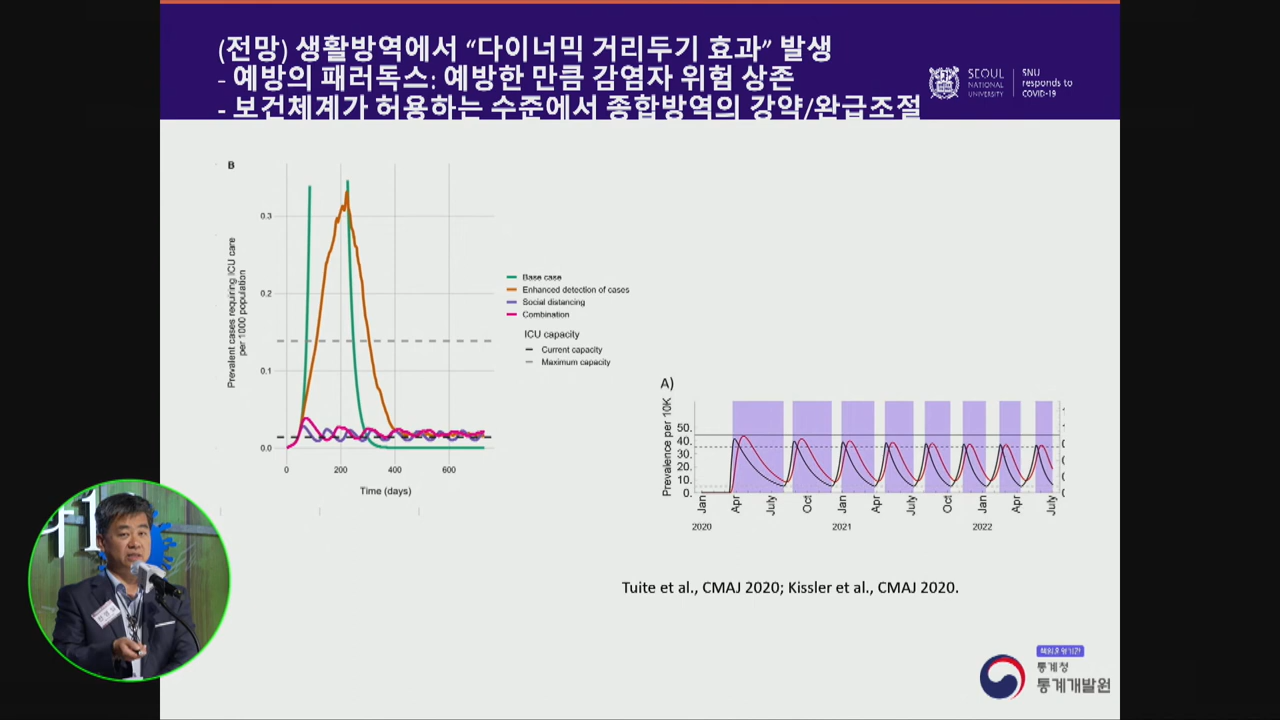 (전망) 생활방역에서 “다이너믹 거리두기 효과” 발생
- 예방의 패러독스: 예방한 만큼 감염자 위험 상존
- 보건체계가 허용하는 수준에서 종합방역의 강약/완급조절
SEOUL
NATIONAL
UNIVERSITY
SNU
responds to
COVID-19
B
Prevalent cases requiring ICU care
per 1000 population
0.3
0.2
0.1
0.0
0 200 400 600
Time (days)
Base case
Enhanced detection of cases
Social distancing
Combination
ICU capacity
Current capacity
Maximum capacity
A)
Prevalence per 10K
50.
40.
30.
20.
10.
0.
Jan Apr July Oct Jan Apr July Oct Jan Apr July
2020 2021 2022
Tuite et al., CMAJ 2020; Kissler et al., CMAJ 2020.
통계청
통계개발원